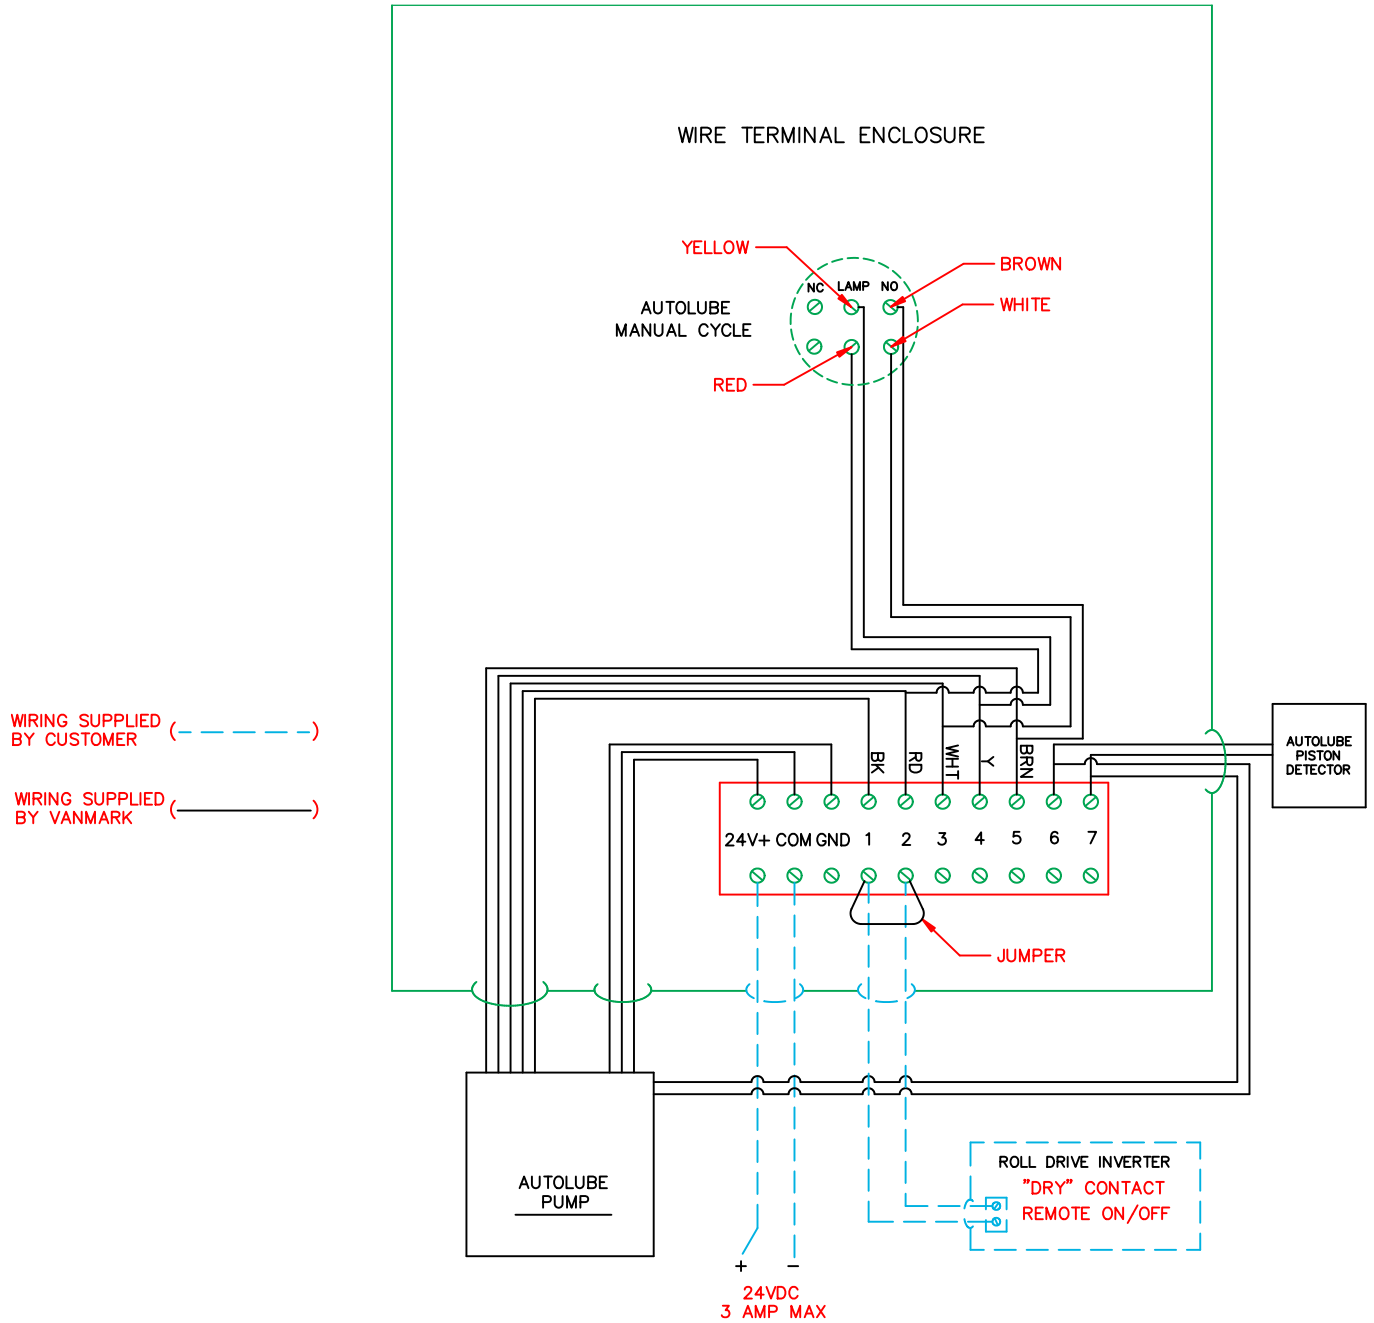 WIRE TERMINAL ENCLOSURE
YELLOW
BROWN
NC LAMP NO
WHITE
AUTOLUBE
MANUAL CYCLE
RED
WIRING SUPPLIED
BY CUSTOMER
WIRING SUPPLIED
BY VANMARK
BK RD WHT Y BRN
AUTOLUBE
PISTON
DETECTOR
24V+ COM GND 1 2 3 4 5 6 7
JUMPER
AUTOLUBE
PUMP
ROLL DRIVE INVERTER
"DRY" CONTACT
REMOTE ON/OFF
+ −
24VDC
3 AMP MAX